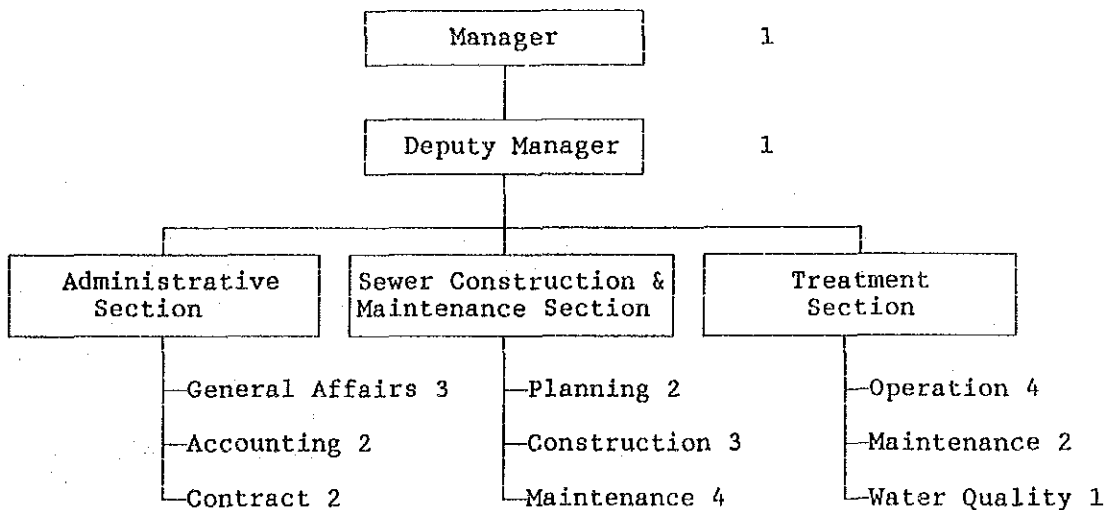 Manager 1
Deputy Manager 1
Administrative
Section
Sewer Construction &
Maintenance Section
Treatment
Section
General Affairs 3
Accounting 2
Contract 2
Planning 2
Construction 3
Maintenance 4
Operation 4
Maintenance 2
Water Quality 1